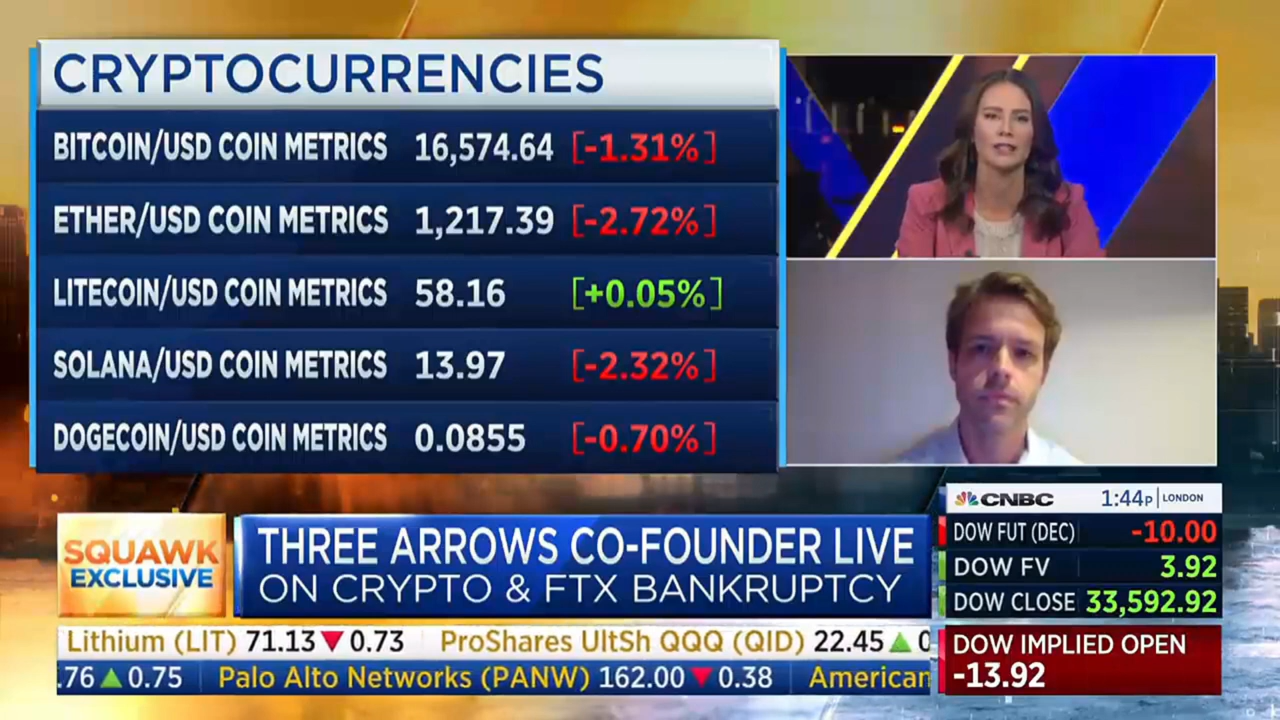 CRYPTOCURRENCIES
BITCOIN/USD COIN METRICS 16,574.64 [-1.31%]
ETHER/USD COIN METRICS 1,217.39 [-2.72%]
LITECOIN/USD COIN METRICS 58.16 [+0.05%]
SOLANA/USD COIN METRICS 13.97 [-2.32%]
DOGECOIN/USD COIN METRICS 0.0855 [-0.70%]
SQUAWK
EXCLUSIVE
THREE ARROWS CO-FOUNDER LIVE
ON CRYPTO & FTX BANKRUPTCY
CNBC 1:44P LONDON
DOW FUT (DEC) -10.00
DOW FV 3.92
DOW CLOSE 33,592.92
DOW IMPLIED OPEN
-13.92
Lithium (LIT) 71.13 ▼ 0.73 ProShares UltSh QQQ (QID) 22.45 ▲ 0
.76 ▲ 0.75 Palo Alto Networks (PANW) 162.00 ▼ 0.38 American